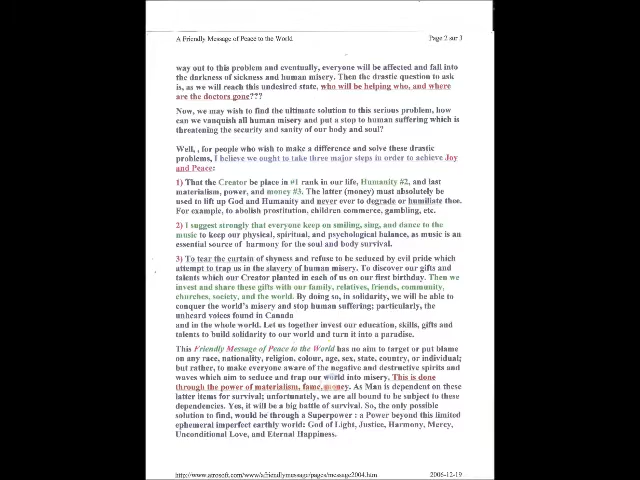 A Friendly Message of Peace to the World
Page 2 sur 3
way out to this problem and eventually, everyone will be affected and fall into
the darkness of sickness and human misery. Then the drastic question to ask
is, as we will reach this undesired state, who will be helping who, and where
are the doctors gone???
Now, we may wish to find the ultimate solution to this serious problem, how
can we vanquish all human misery and put a stop to human suffering which is
threatening the security and sanity of our body and soul?
Well, , for people who wish to make a difference and solve these drastic
problems, I believe we ought to take three major steps in order to achieve Joy
and Peace:
1) That the Creator be place in #1 rank in our life, Humanity #2, and last
materialism, power, and money #3. The latter (money) must absolutely be
used to lift up God and Humanity and never ever to degrade or humiliate thee.
For example, to abolish prostitution, children commerce, gambling, etc.
2) I suggest strongly that everyone keep on smiling, sing, and dance to the
music to keep our physical, spiritual, and psychological balance, as music is an
essential source of harmony for the soul and body survival.
3) To tear the curtain of shyness and refuse to be seduced by evil pride which
attempt to trap us in the slavery of human misery. To discover our gifts and
talents which our Creator planted in each of us on our first birthday. Then we
invest and share these gifts with our family, relatives, friends, community,
churches, society, and the world. By doing so, in solidarity, we will be able to
conquer the world's misery and stop human suffering; particularly, the
unheard voices found in Canada
and in the whole world. Let us together invest our education, skills, gifts and
talents to build solidarity to our world and turn it into a paradise.
This Friendly Message of Peace to the World has no aim to target or put blame
on any race, nationality, religion, colour, age, sex, state, country, or individual;
but rather, to make everyone aware of the negative and destructive spirits and
waves which aim to seduce and trap our world into misery. This is done
through the power of materialism, fame, money. As Man is dependent on these
latter items for survival; unfortunately, we are all bound to be subject to these
dependencies. Yes, it will be a big battle of survival. So, the only possible
solution to find, would be through a Superpower : a Power beyond this limited
ephemeral imperfect earthly world: God of Light, Justice, Harmony, Mercy,
Unconditional Love, and Eternal Happiness.
http://www.atrosoft.com/www/afriendlymessage/pages/message2004.htm
2006-12-19